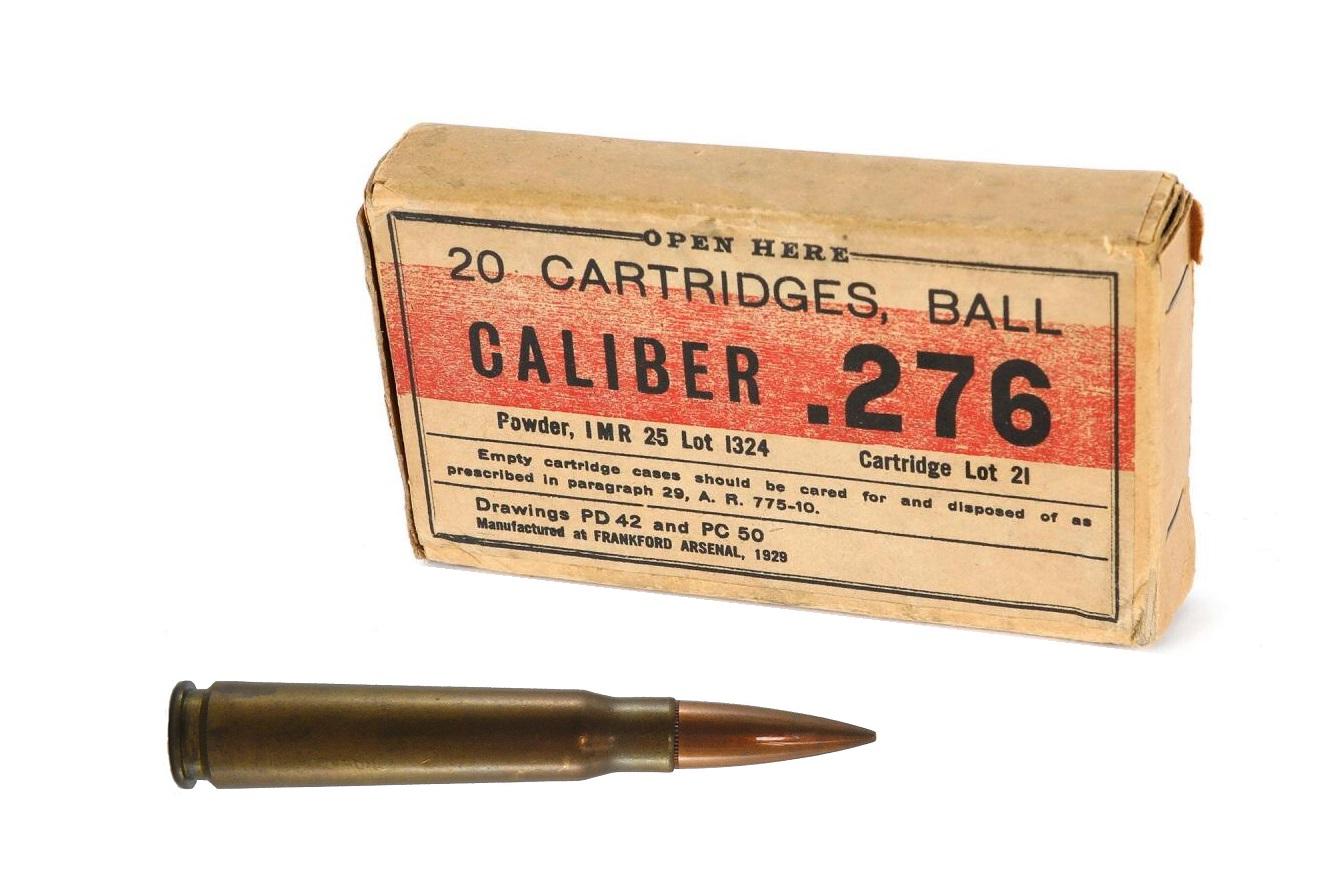 OPEN HERE
20 CARTRIDGES, BALL
CALIBER .276
Powder, IMR 25 Lot 1324 Cartridge Lot 21
Empty cartridge cases should be cared for and disposed of as
prescribed in paragraph 29, A. R. 775-10.
Drawings PD 42 and PC 50
Manufactured at FRANKFORD ARSENAL, 1929